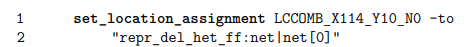 1 set_location_assignment LCCOMB_X114_Y10_N0 -to
2 "repr_del_het_ff:net|net[0]"